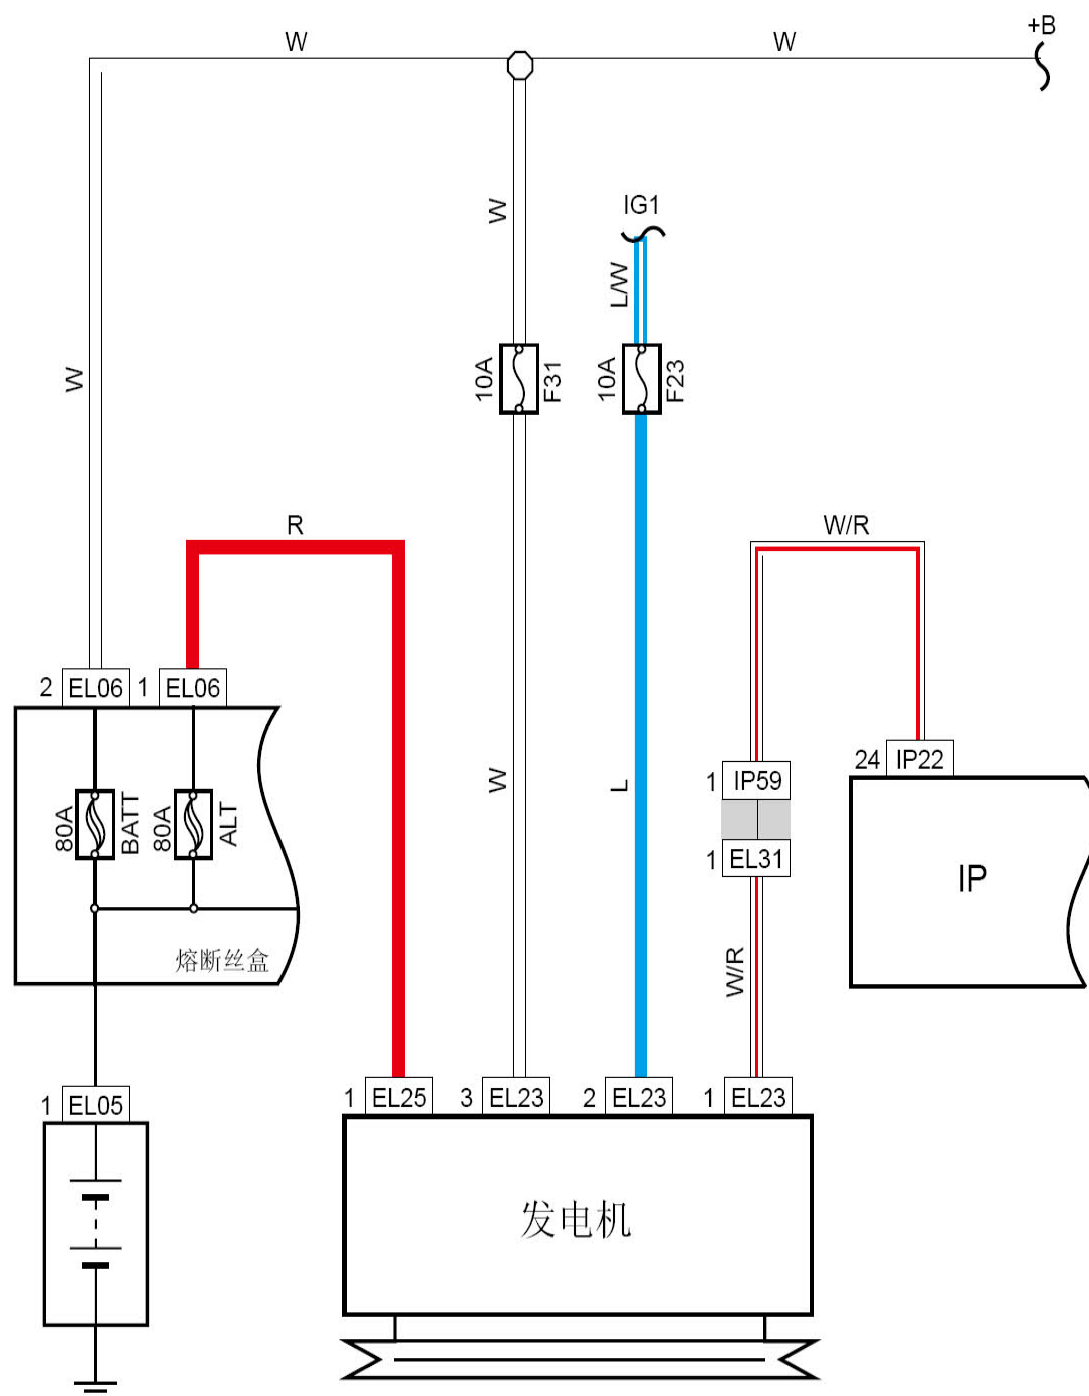 +B
W
W
W
IG1
L/W
W
10A
F31
10A
F23
R
W/R
2 EL06
1 EL06
24 IP22
1 IP59
W
L
80A
BATT
80A
ALT
1 EL31
IP
熔断丝盒
W/R
1 EL05
1 EL25
3 EL23
2 EL23
1 EL23
发电机